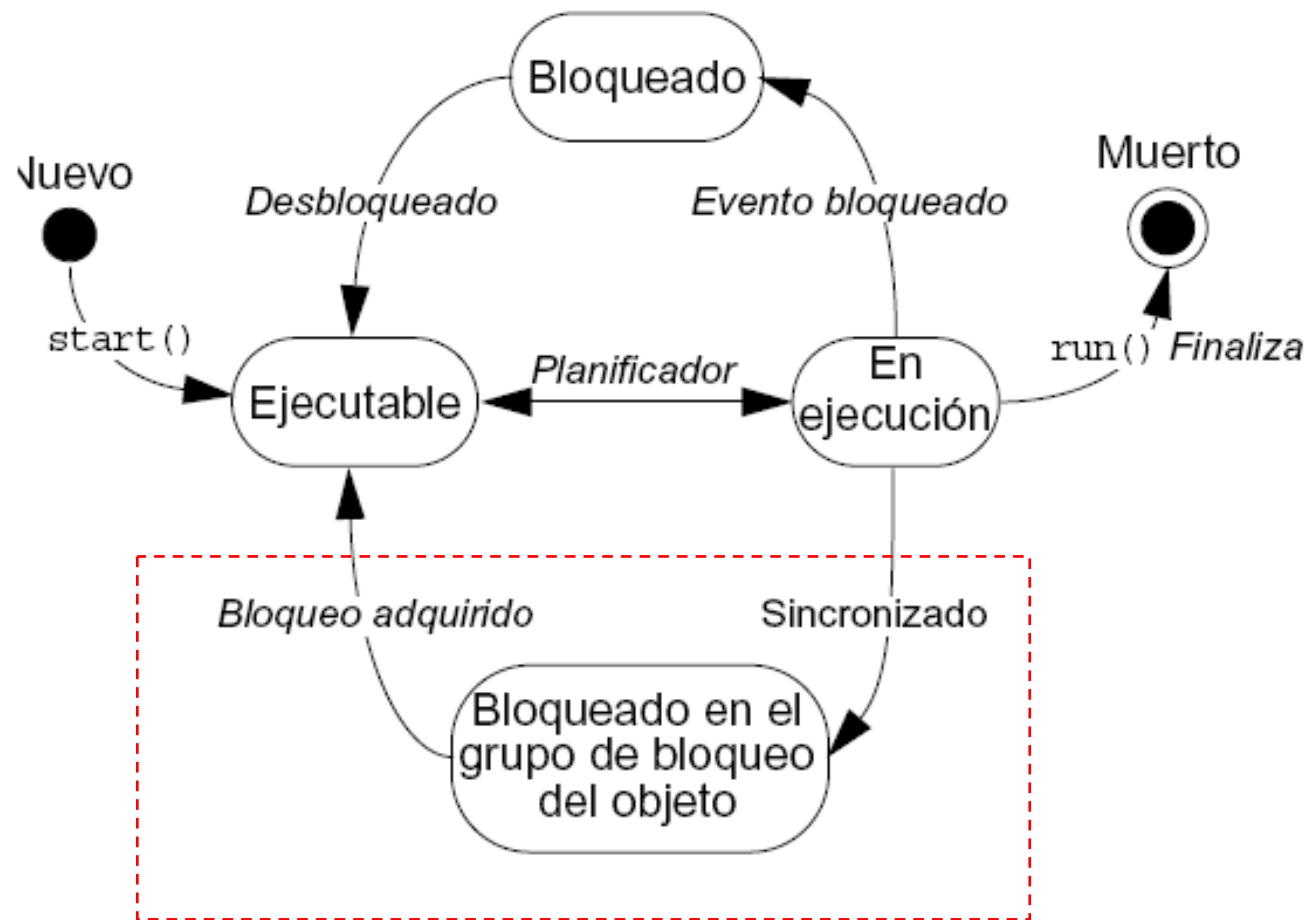 Bloqueado
Muerto
Nuevo
Desbloqueado
Evento bloqueado
start()
Planificador
run() Finaliza
En
ejecución
Ejecutable
Bloqueo adquirido
Sincronizado
Bloqueado en el
grupo de bloqueo
del objeto